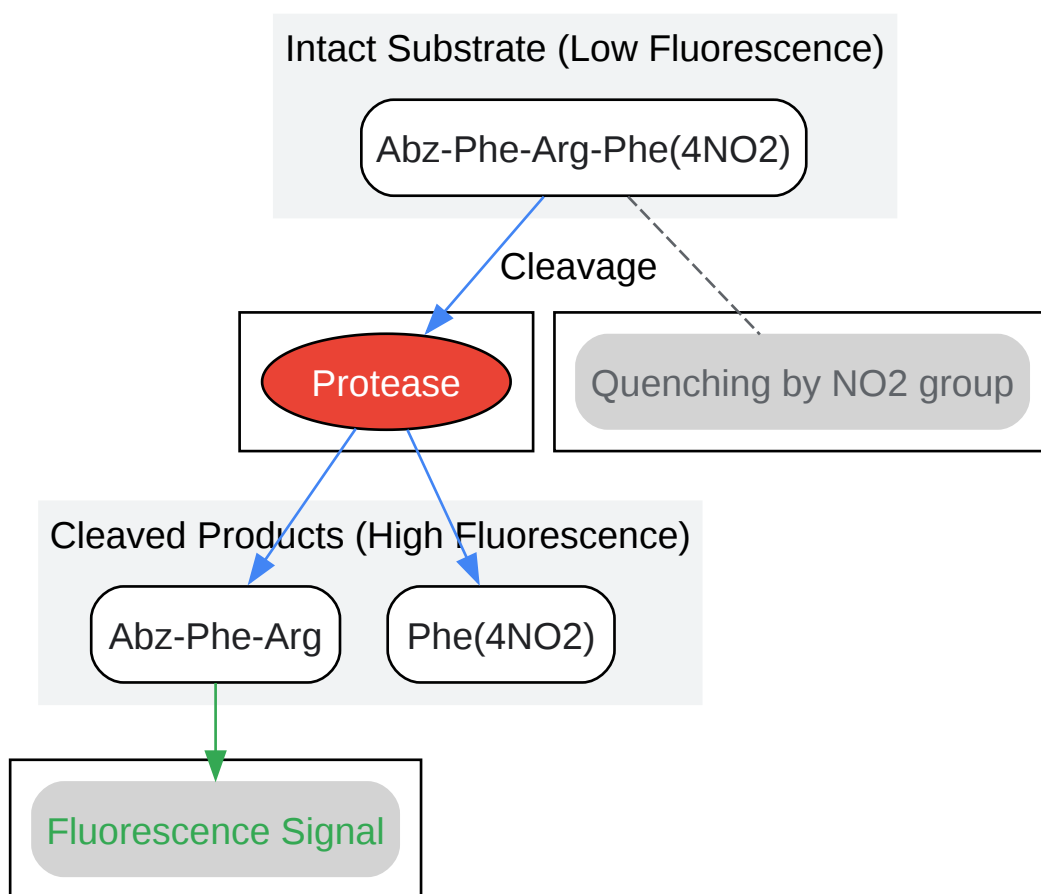 Intact Substrate (Low Fluorescence)
Abz-Phe-Arg-Phe(4NO2)
Cleavage
Protease
Quenching by NO2 group
Cleaved Products (High Fluorescence)
Abz-Phe-Arg
Phe(4NO2)
Fluorescence Signal